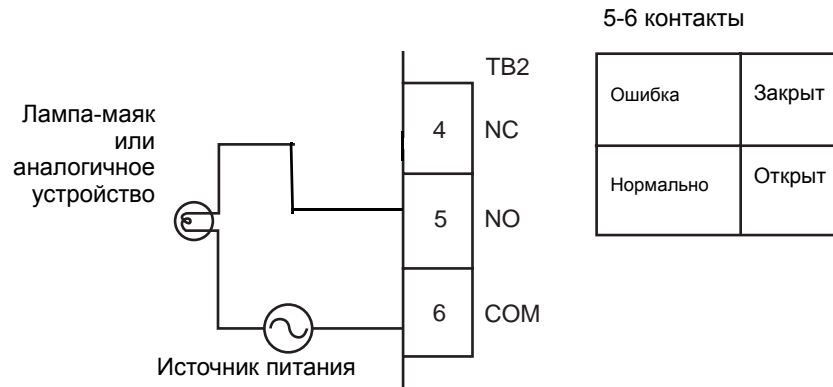 5-6 контакты
TB2
Лампа-маяк
или
аналогичное
устройство
4 NC
5 NO
6 COM
Источник питания
Ошибка Закрыт
Нормально Открыт